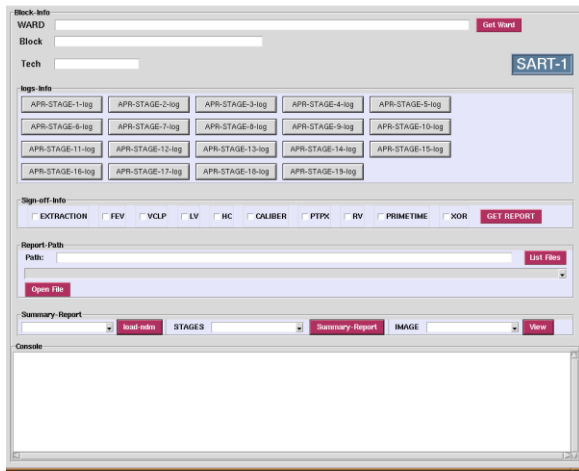 Block-Info
WARD Get Ward
Block
Tech SART-1
logs-Info
APR-STAGE-1-log APR-STAGE-2-log APR-STAGE-3-log APR-STAGE-4-log APR-STAGE-5-log
APR-STAGE-6-log APR-STAGE-7-log APR-STAGE-8-log APR-STAGE-9-log APR-STAGE-10-log
APR-STAGE-11-log APR-STAGE-12-log APR-STAGE-13-log APR-STAGE-14-log APR-STAGE-15-log
APR-STAGE-16-log APR-STAGE-17-log APR-STAGE-18-log APR-STAGE-19-log
Sign-off-Info
EXTRACTION FEV VCLP LV HC CALIBER PTPX RV PRIMETIME XOR GET REPORT
Report-Path
Path: List Files
Open File
Summary-Report
load-ndm STAGES Summary-Report IMAGE View
Console